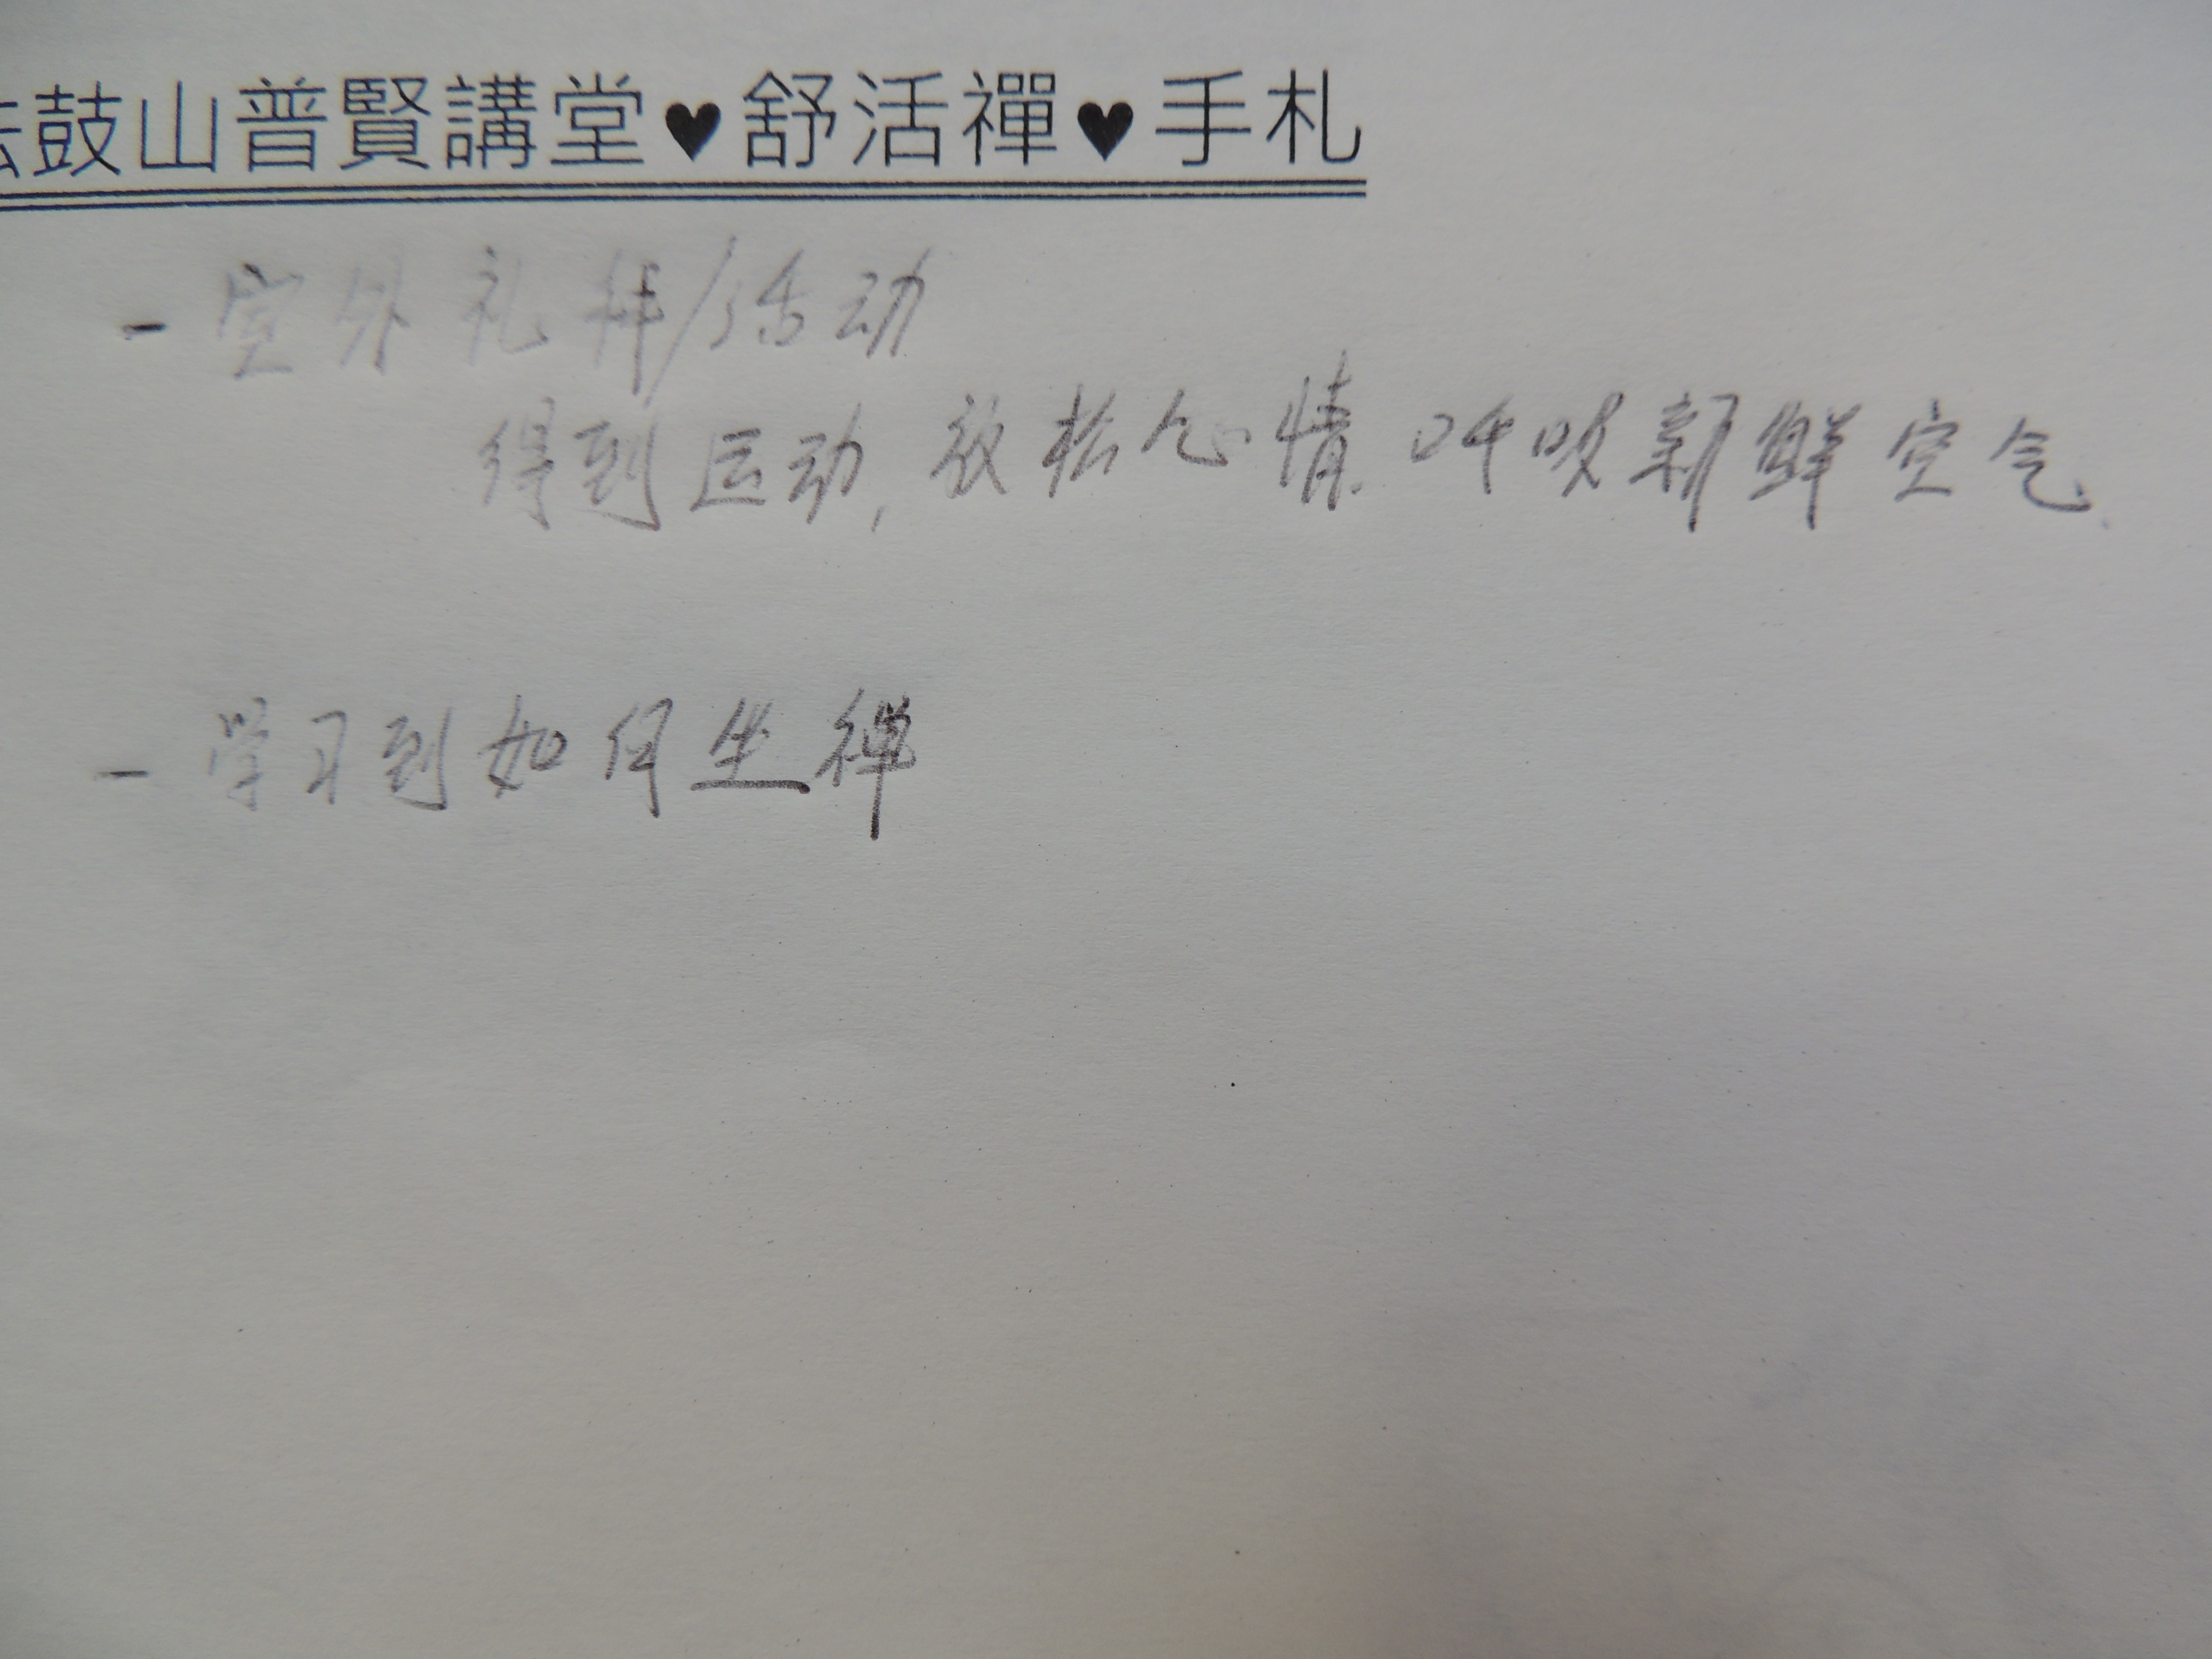 法鼓山普賢講堂♥舒活禪♥手札
- 室外礼拜/活动
得到运动, 放松心情. 呼吸新鲜空气.
- 学习到如何坐禅